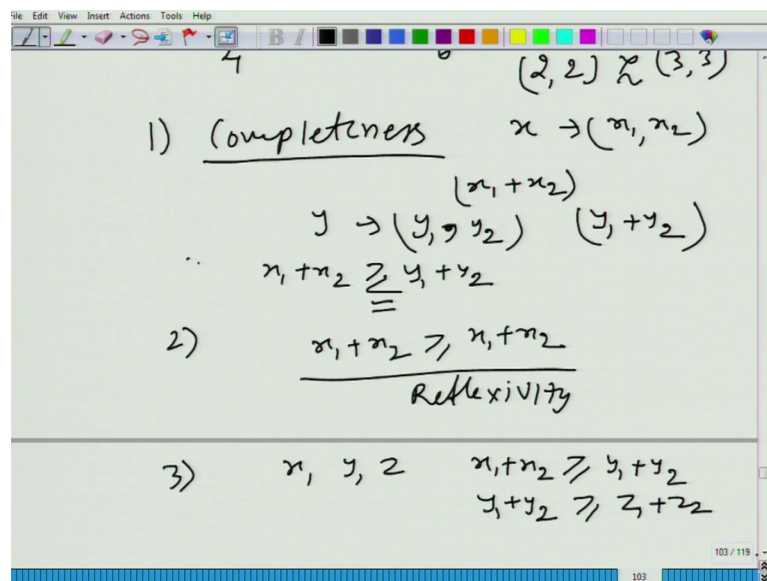 File Edit View Insert Actions Tools Help
B I
4 6 (2,2) ≿ (3,3)
1) Completeness x → (x₁, x₂)
(x₁ + x₂)
y → (y₁, y₂) (y₁ + y₂)
x₁ + x₂ ≥ y₁ + y₂
2) x₁ + x₂ ≥ x₁ + x₂
Reflexivity
3) x, y, z x₁ + x₂ ≥ y₁ + y₂
y₁ + y₂ ≥ z₁ + z₂
103 / 119
103